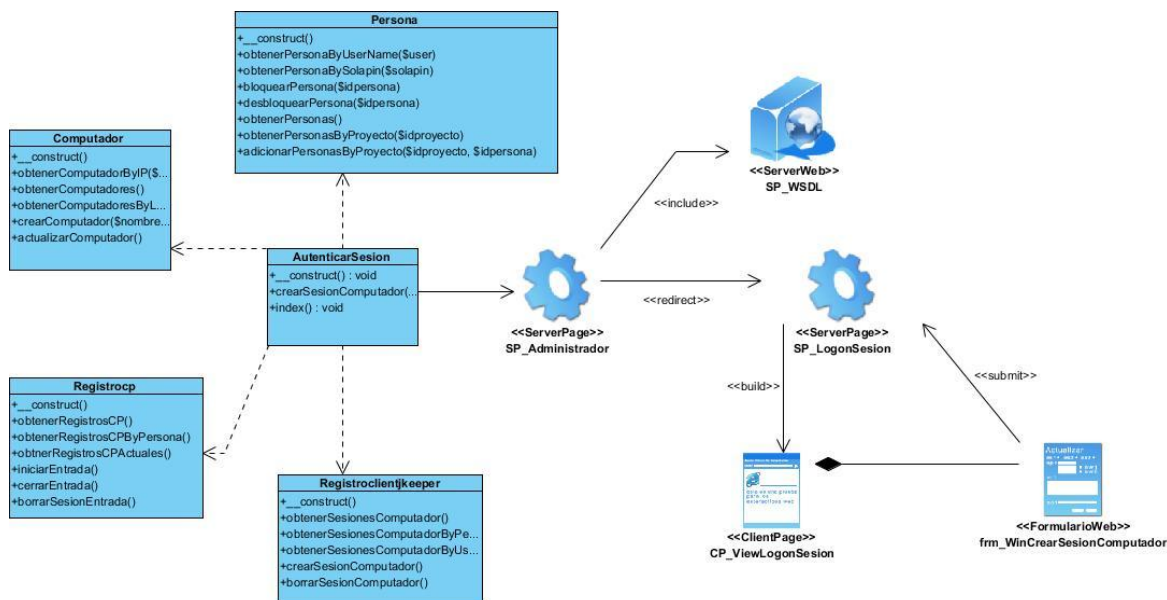 Persona
+__construct()
+obtenerPersonaByUserName($user)
+obtenerPersonaBySolapin($solapin)
+bloquearPersona($idpersona)
+desbloquearPersona($idpersona)
+obtenerPersonas()
+obtenerPersonasByProyecto($idproyecto)
+adicionarPersonasByProyecto($idproyecto, $idpersona)
Computador
+__construct()
+obtenerComputadorByIP($...
+obtenerComputadores()
+obtenerComputadoresByL...
+crearComputador($nombre...
+actualizarComputador()
AutenticarSesion
+__construct() : void
+crearSesionComputador(...
+index() : void
Registrocp
+__construct()
+obtenerRegistrosCP()
+obtenerRegistrosCPByPersona()
+obtnerRegistrosCPActuales()
+iniciarEntrada()
+cerrarEntrada()
+borrarSesionEntrada()
Registroclientjkeeper
+__construct()
+obtenerSesionesComputador()
+obtenerSesionesComputadorByPe...
+obtenerSesionesComputadorByUs...
+crearSesionComputador()
+borrarSesionComputador()
<<ServerWeb>>
SP_WSDL
<<include>>
<<redirect>>
<<ServerPage>>
SP_Administrador
<<ServerPage>>
SP_LogonSesion
<<build>>
<<submit>>
Actualizer
<<ClientPage>>
CP_ViewLogonSesion
<<FormularioWeb>>
frm_WinCrearSesionComputador